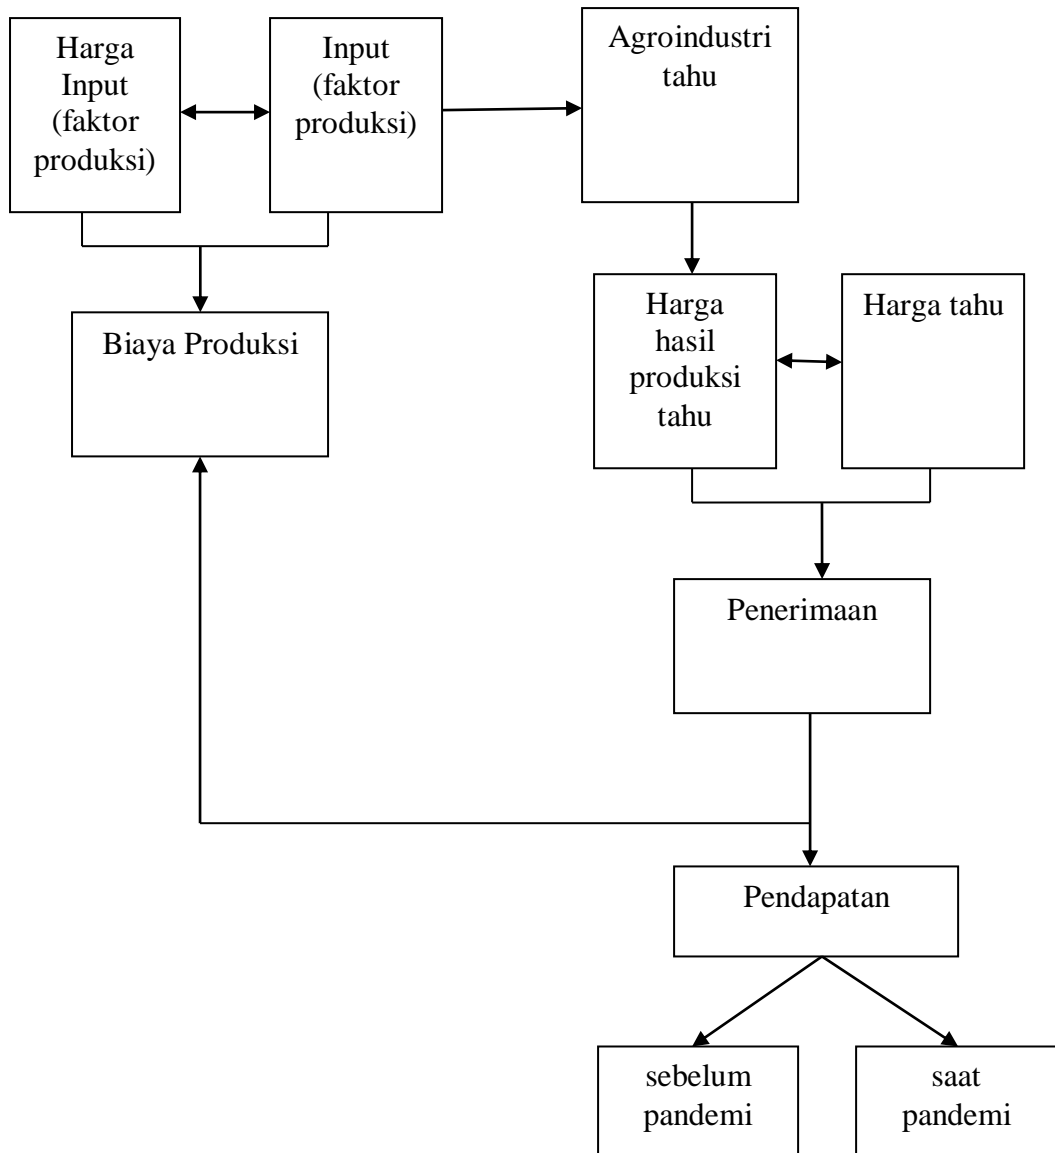 Harga
Input
(faktor
produksi)
Input
(faktor
produksi)
Agroindustri
tahu
Biaya Produksi
Harga
hasil
produksi
tahu
Harga tahu
Penerimaan
Pendapatan
sebelum
pandemi
saat
pandemi